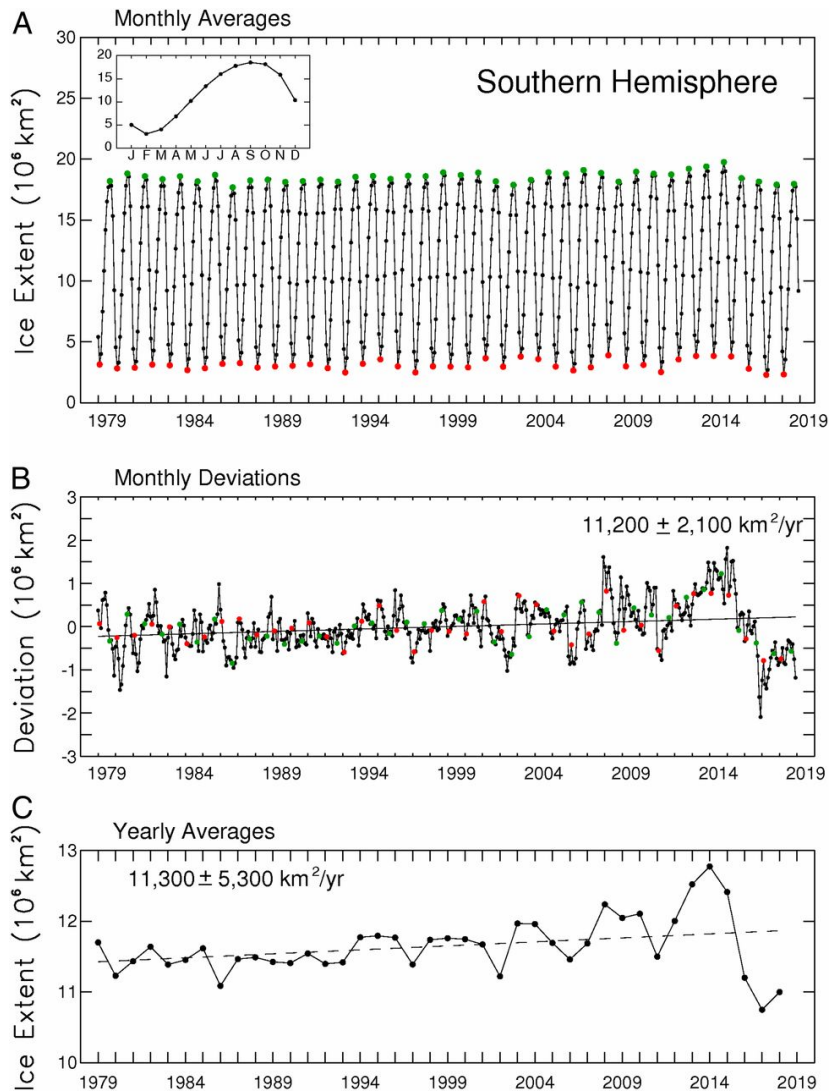 A
Monthly Averages
Southern Hemisphere
Ice Extent (10⁶ km²)
30
25
20
15
10
5
0
20
15
10
5
0
J F M A M J J A S O N D
1979 1984 1989 1994 1999 2004 2009 2014 2019
B
Monthly Deviations
11,200 ± 2,100 km²/yr
Deviation (10⁶ km²)
3
2
1
0
-1
-2
-3
1979 1984 1989 1994 1999 2004 2009 2014 2019
C
Yearly Averages
11,300 ± 5,300 km²/yr
Ice Extent (10⁶ km²)
13
12
11
10
1979 1984 1989 1994 1999 2004 2009 2014 2019